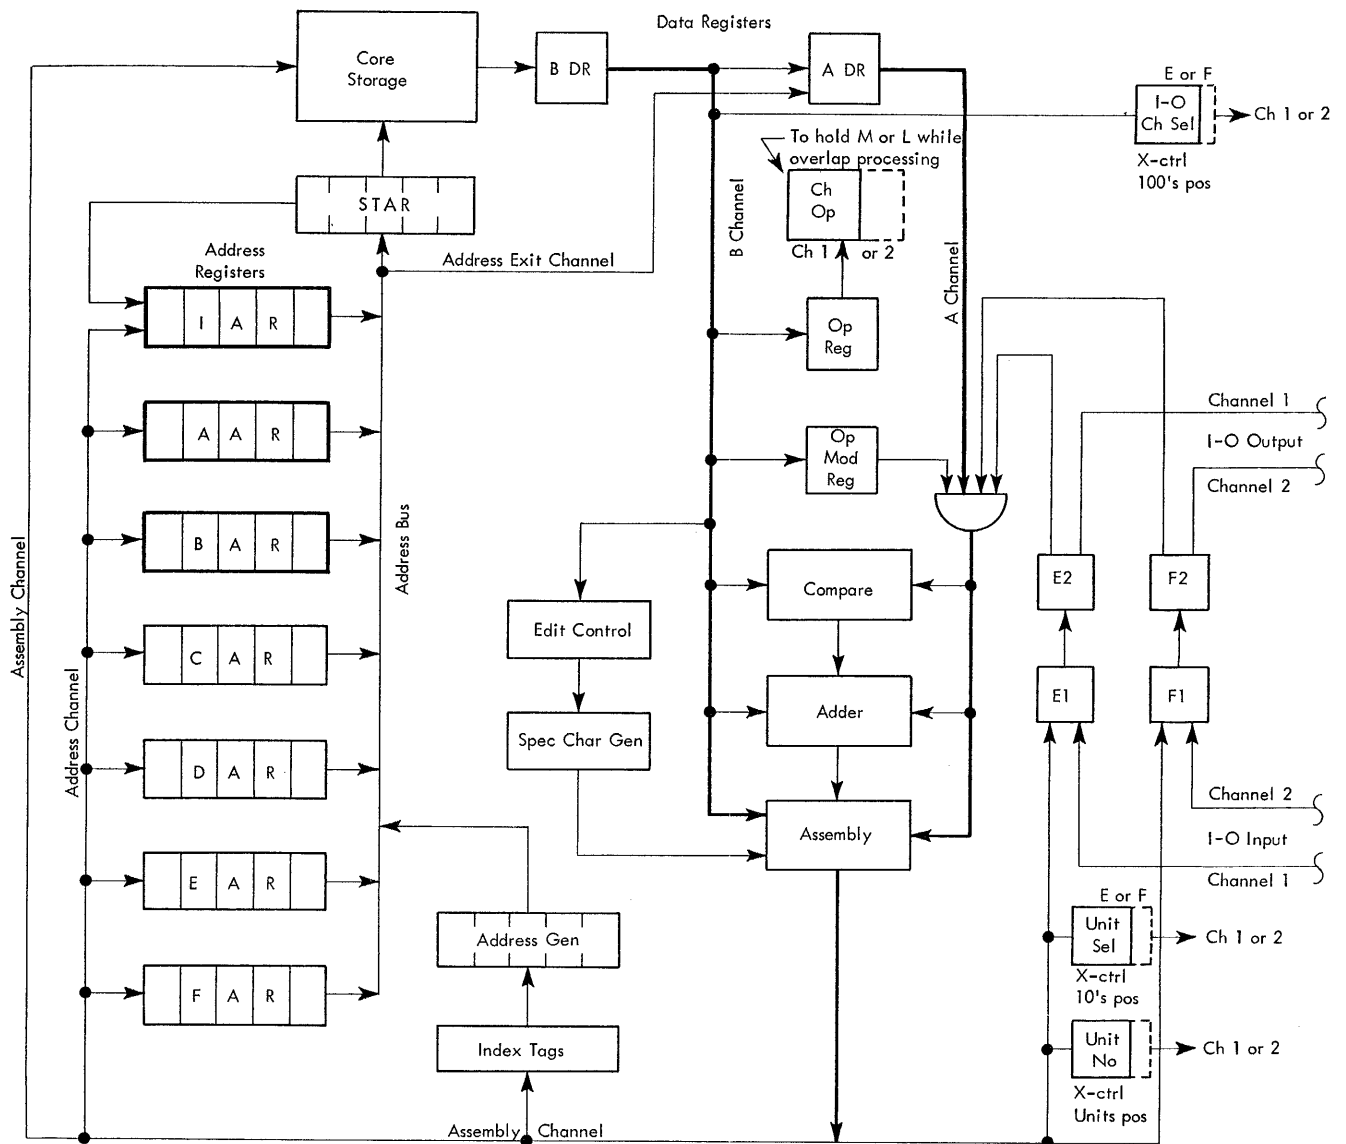 Data Registers
Core
Storage
B DR
A DR
E or F
I-O
Ch Sel
Ch 1 or 2
X-ctrl
100's pos
To hold M or L while
overlap processing
Ch
Op
Ch 1 or 2
STAR
Address
Registers
Address Exit Channel
B Channel
A Channel
I A R
Op
Reg
A A R
Op
Mod
Reg
Channel 1
I-O Output
Channel 2
B A R
Address Bus
Assembly Channel
Address Channel
Compare
E2
F2
Edit Control
C A R
Adder
E1
F1
Spec Char Gen
D A R
Assembly
Channel 2
I-O Input
Channel 1
E A R
E or F
Unit
Sel
Ch 1 or 2
X-ctrl
10's pos
Address Gen
F A R
Index Tags
Unit
No
Ch 1 or 2
X-ctrl
Units pos
Assembly Channel